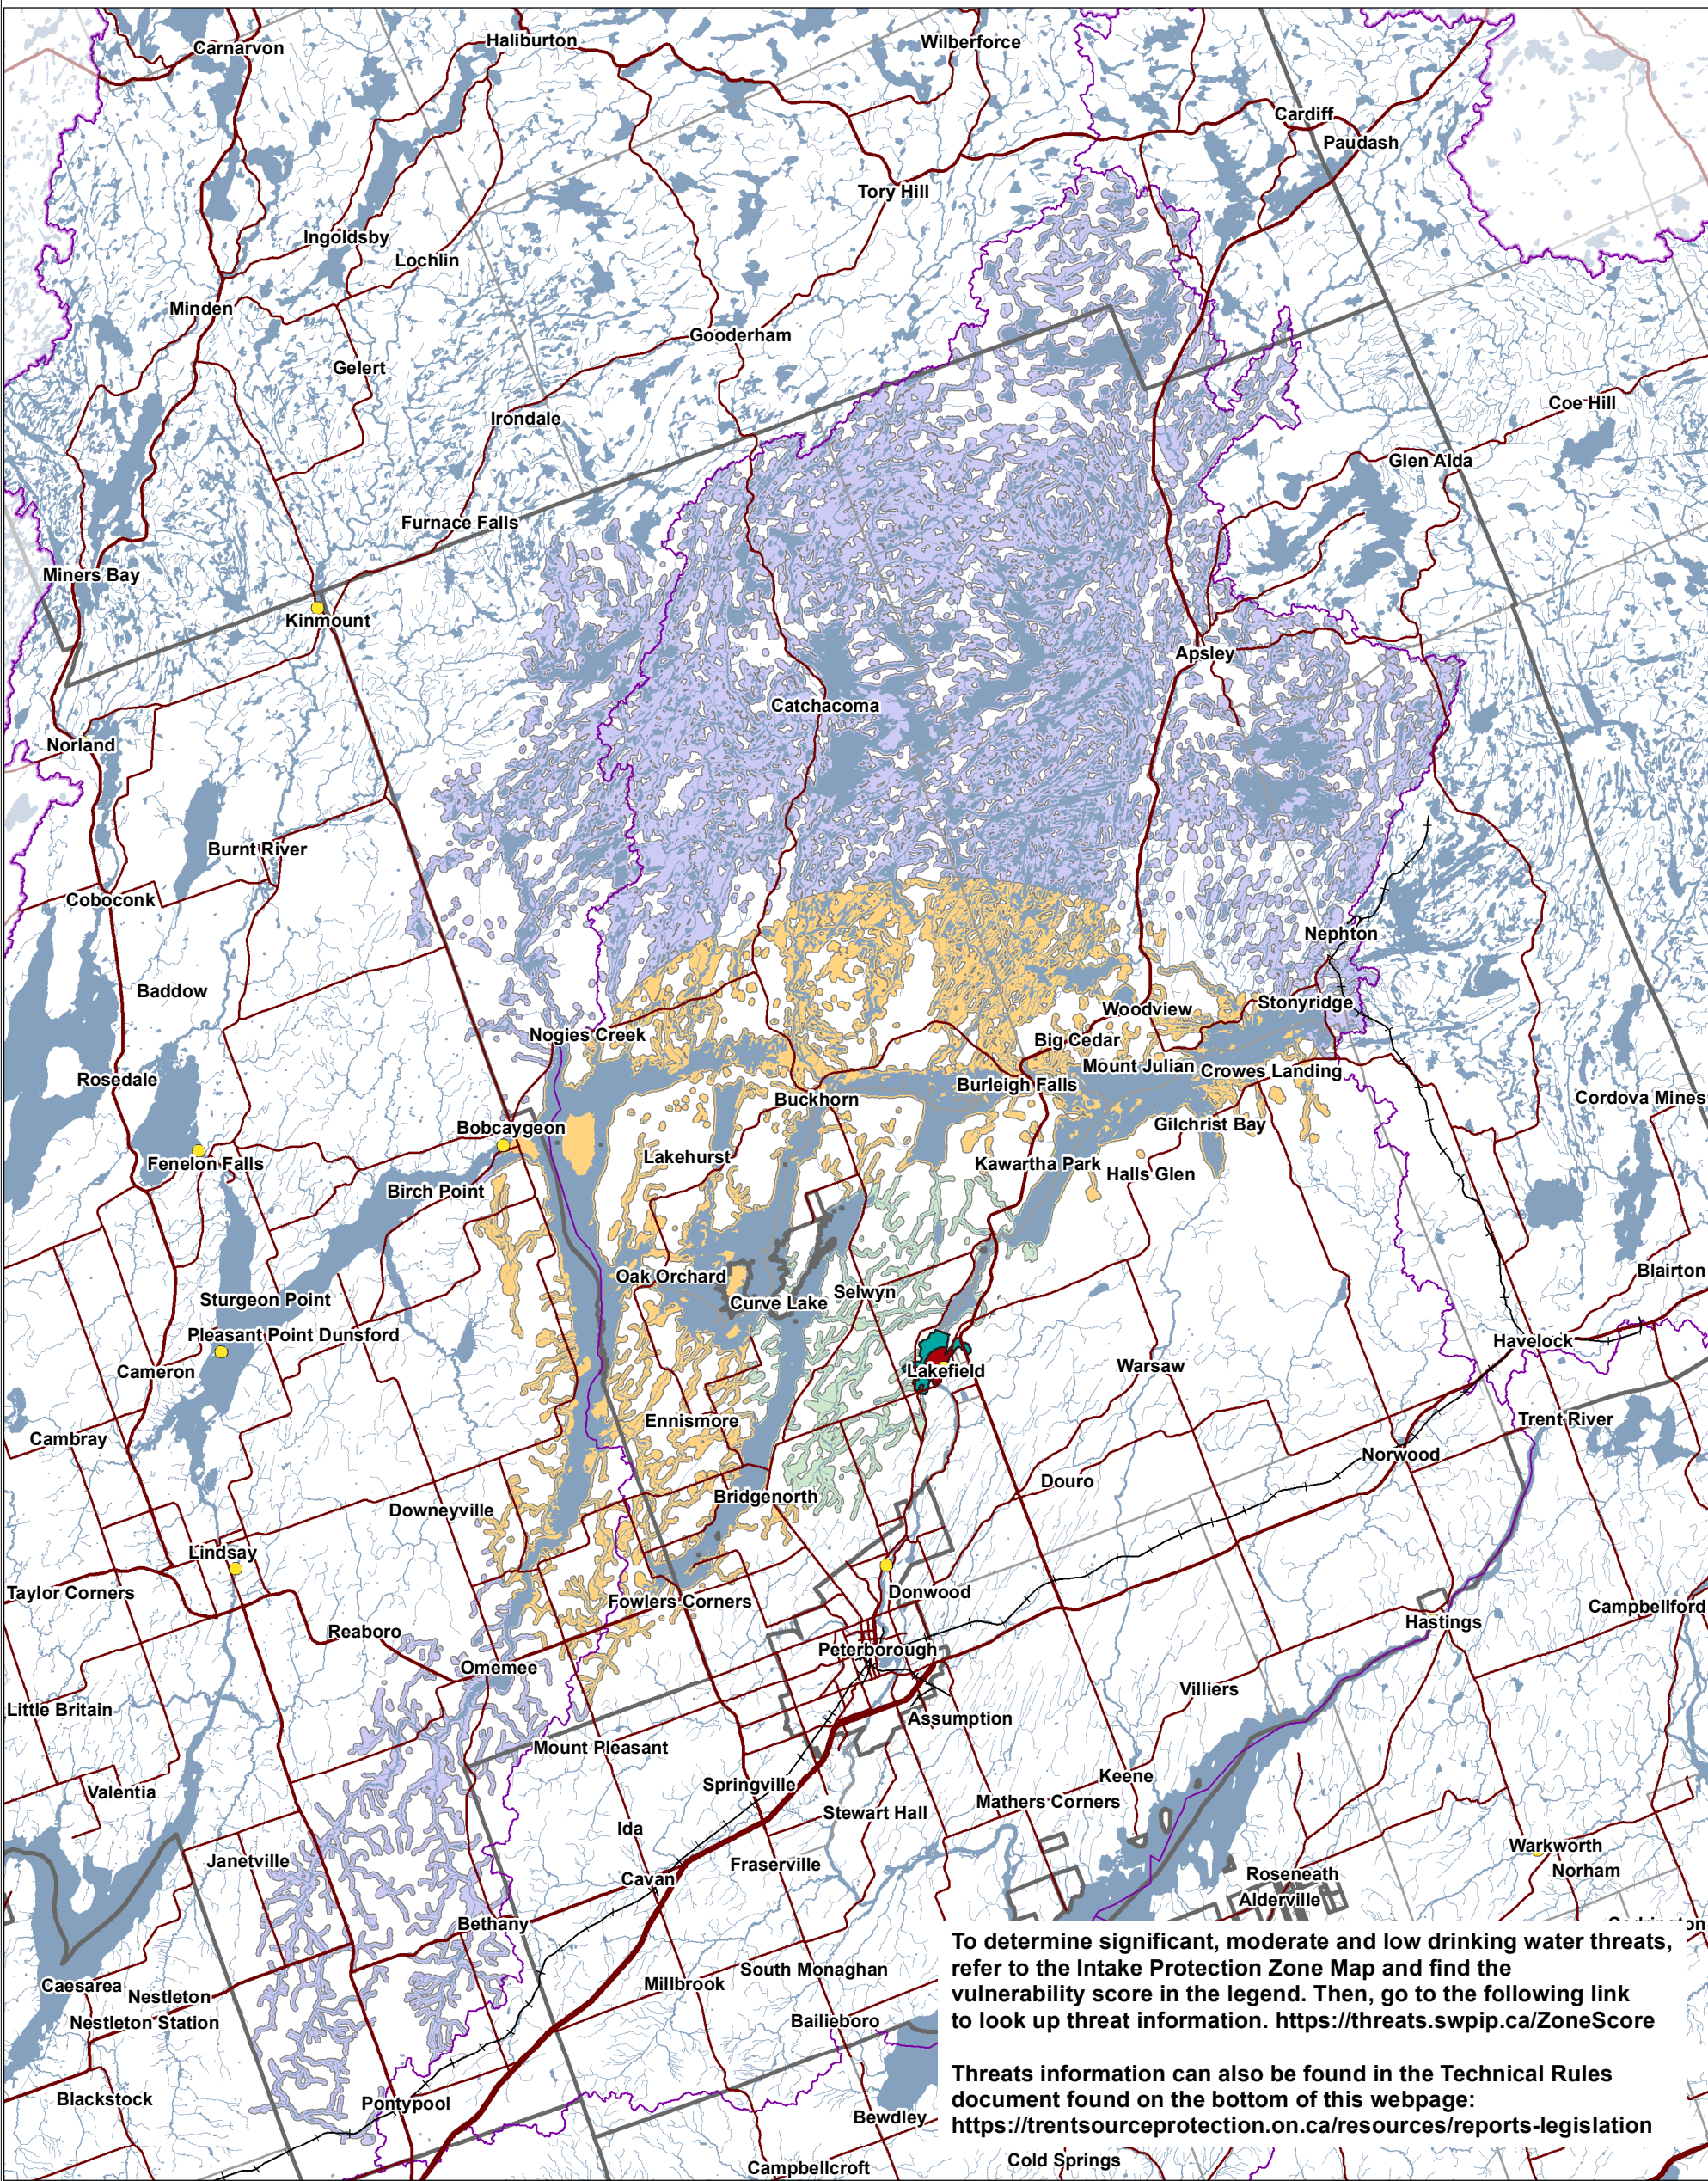 Carnarvon
Haliburton
Wilberforce
Cardiff
Paudash
Tory Hill
Ingoldsby
Lochlin
Minden
Gooderham
Gelert
Coe Hill
Irondale
Glen Alda
Furnace Falls
Miners Bay
Kinmount
Apsley
Catchacoma
Norland
Burnt River
Coboconk
Nephton
Baddow
Stonyridge
Woodview
Nogies Creek
Big Cedar
Mount Julian
Crowes Landing
Rosedale
Burleigh Falls
Buckhorn
Cordova Mines
Gilchrist Bay
Bobcaygeon
Lakehurst
Fenelon Falls
Kawartha Park
Halls Glen
Birch Point
Blairton
Oak Orchard
Selwyn
Sturgeon Point
Curve Lake
Pleasant Point
Dunsford
Havelock
Cameron
Lakefield
Warsaw
Ennismore
Trent River
Cambray
Norwood
Douro
Bridgenorth
Downeyville
Lindsay
Taylor Corners
Donwood
Fowlers Corners
Campbellford
Hastings
Reaboro
Peterborough
Omemee
Villiers
Little Britain
Assumption
Mount Pleasant
Keene
Springville
Valentia
Mathers Corners
Stewart Hall
Ida
Warkworth
Janetville
Fraserville
Norham
Roseneath
Cavan
Alderville
Bethany
Codrington
To determine significant, moderate and low drinking water threats,
refer to the Intake Protection Zone Map and find the
vulnerability score in the legend. Then, go to the following link
to look up threat information. https://threats.swpip.ca/ZoneScore
South Monaghan
Millbrook
Caesarea
Nestleton
Nestleton Station
Bailieboro
Threats information can also be found in the Technical Rules
document found on the bottom of this webpage:
https://trentsourceprotection.on.ca/resources/reports-legislation
Blackstock
Pontypool
Bewdley
Cold Springs
Campbellcroft